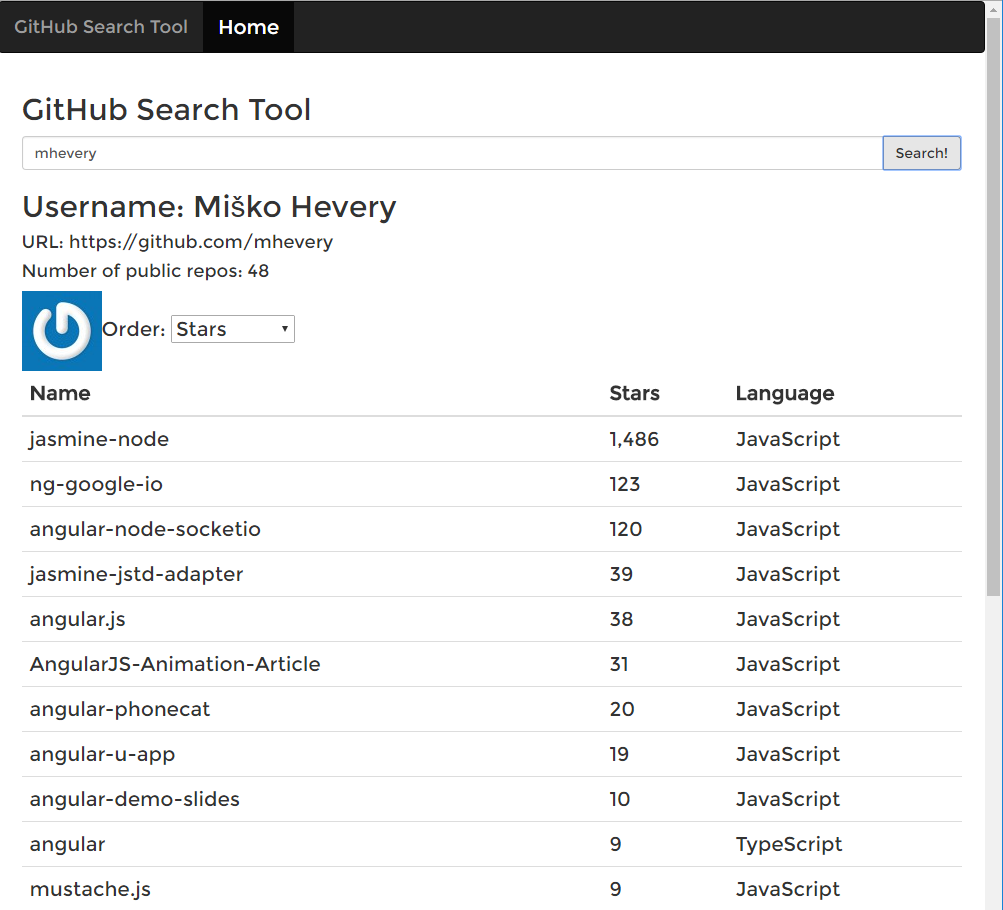 GitHub Search Tool Home
GitHub Search Tool
mhevery Search!
Username: Miško Hevery
URL: https://github.com/mhevery
Number of public repos: 48
Order: Stars
Name Stars Language
jasmine-node 1,486 JavaScript
ng-google-io 123 JavaScript
angular-node-socketio 120 JavaScript
jasmine-jstd-adapter 39 JavaScript
angular.js 38 JavaScript
AngularJS-Animation-Article 31 JavaScript
angular-phonecat 20 JavaScript
angular-u-app 19 JavaScript
angular-demo-slides 10 JavaScript
angular 9 TypeScript
mustache.js 9 JavaScript